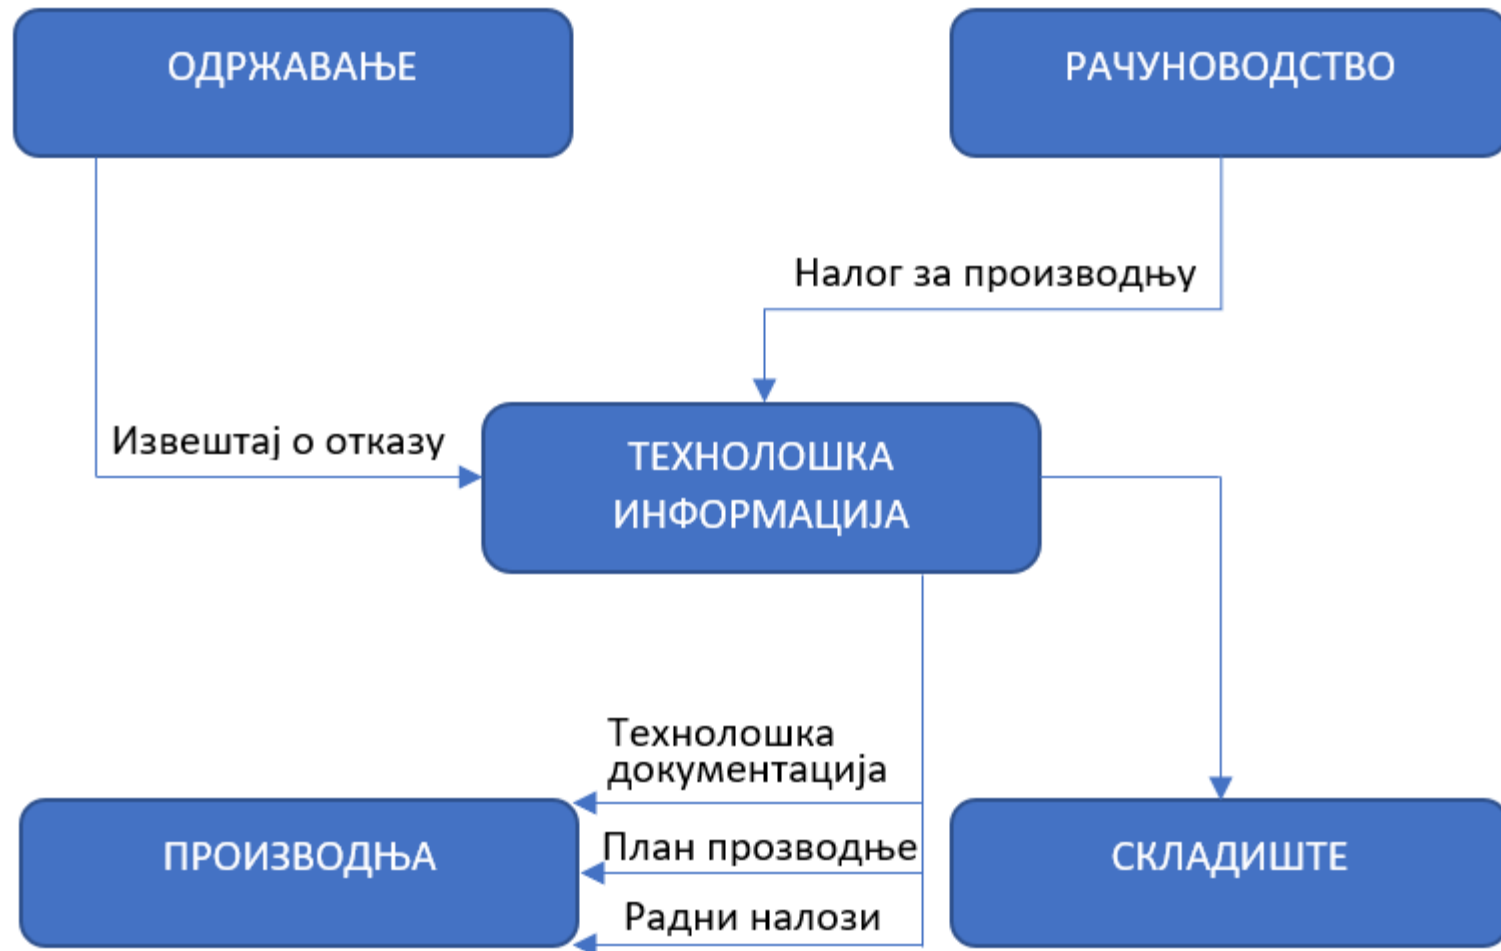 ОДРЖАВАЊЕ
РАЧУНОВОДСТВО
Налог за производњу
Извештај о отказу
ТЕХНОЛОШКА
ИНФОРМАЦИЈА
Технолошка
документација
ПРОИЗВОДЊА
План прозводње
СКЛАДИШТЕ
Радни налози